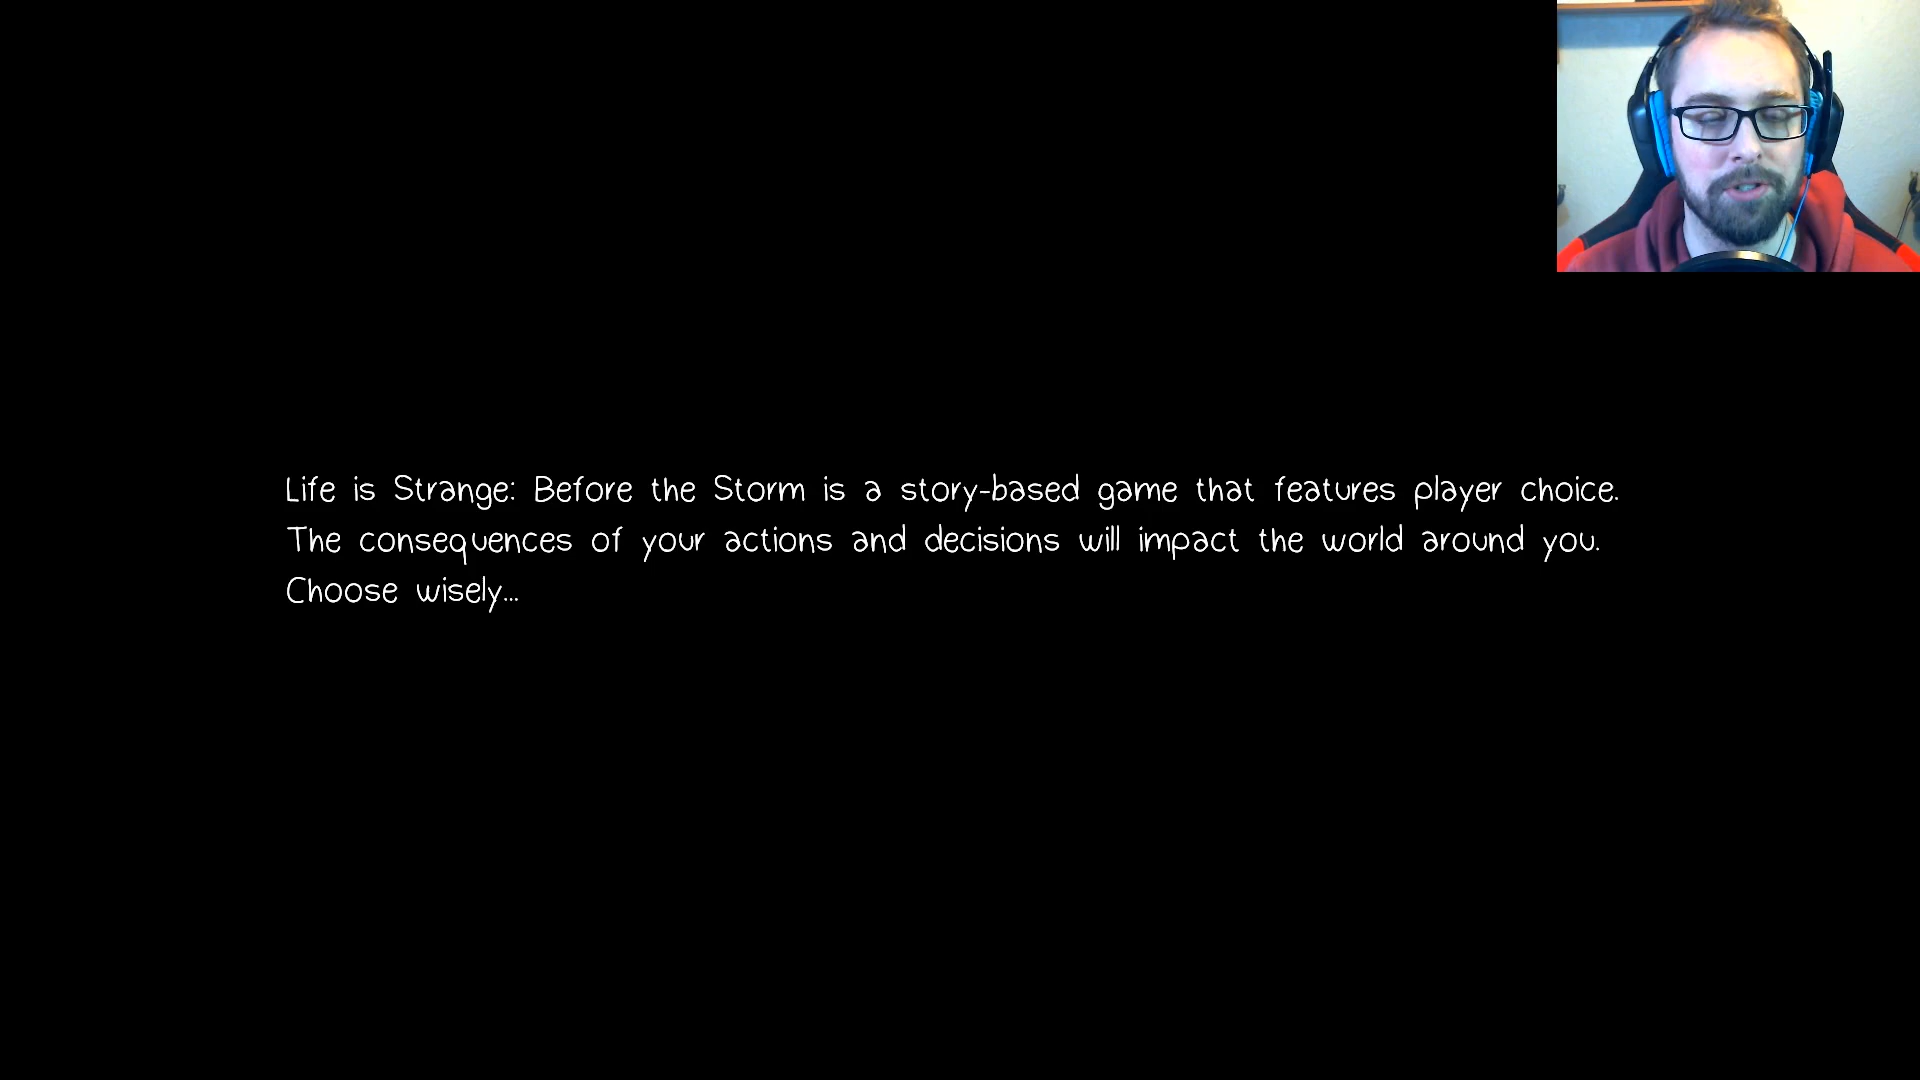 Life is Strange: Before the Storm is a story-based game that features player choice.
The consequences of your actions and decisions will impact the world around you.
Choose wisely...